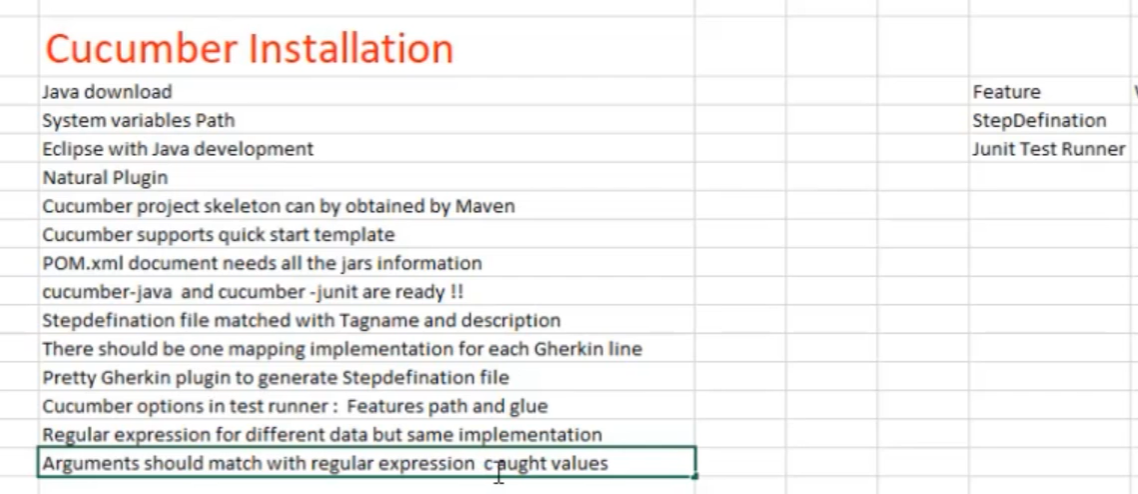 Cucumber Installation
Java download
Feature
System variables Path
StepDefination
Eclipse with Java development
Junit Test Runner
Natural Plugin
Cucumber project skeleton can by obtained by Maven
Cucumber supports quick start template
POM.xml document needs all the jars information
cucumber-java and cucumber -junit are ready !!
Stepdefination file matched with Tagname and description
There should be one mapping implementation for each Gherkin line
Pretty Gherkin plugin to generate Stepdefination file
Cucumber options in test runner : Features path and glue
Regular expression for different data but same implementation
Arguments should match with regular expression caught values